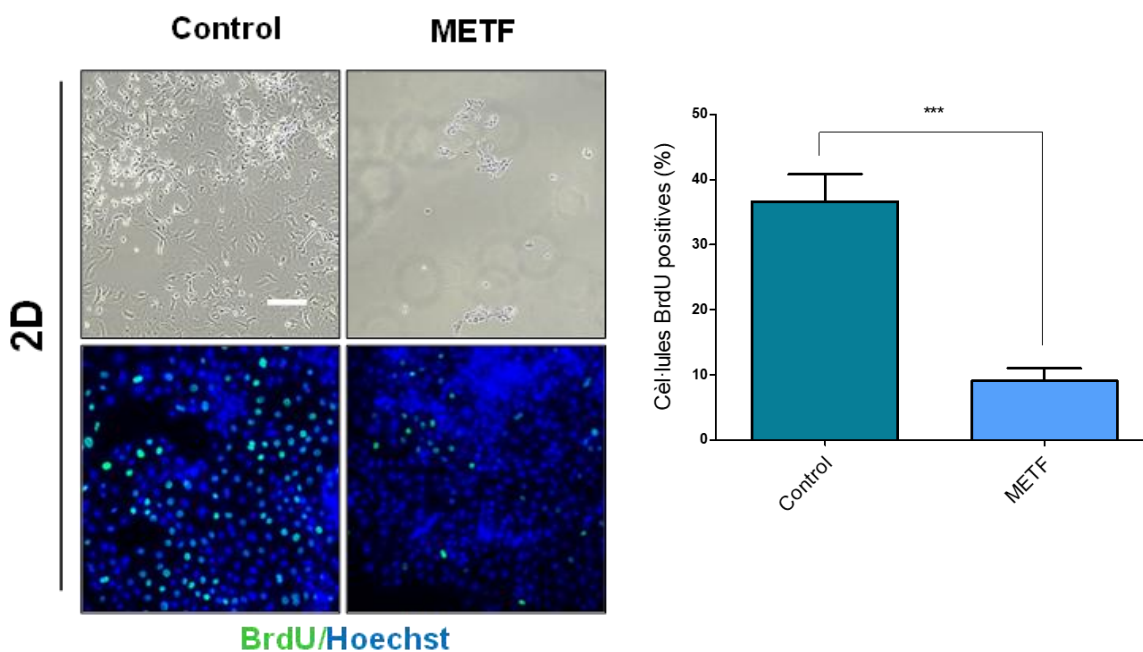 Control
METF
2D
BrdU/Hoechst
Cèl·lules BrdU positives (%)
50
40
30
20
10
0
***
Control
METF